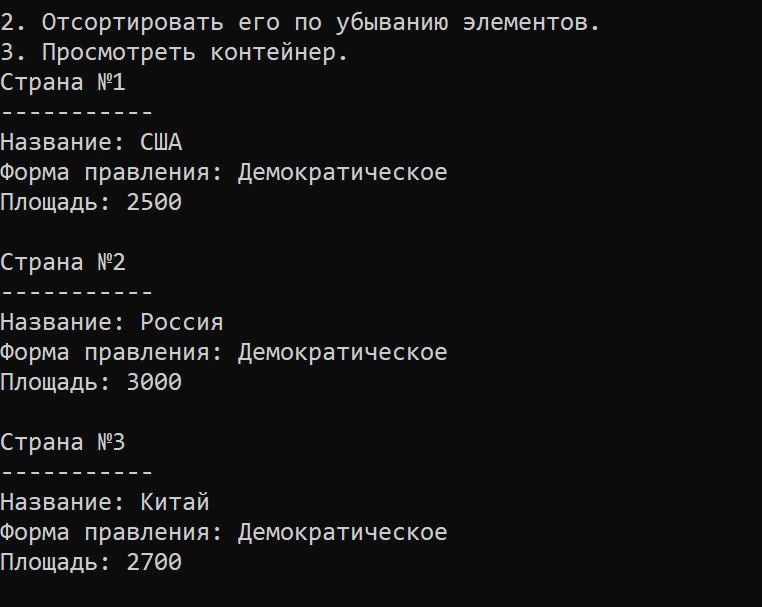 2. Отсортировать его по убыванию элементов.
3. Просмотреть контейнер.
Страна №1
-----------
Название: США
Форма правления: Демократическое
Площадь: 2500
Страна №2
-----------
Название: Россия
Форма правления: Демократическое
Площадь: 3000
Страна №3
-----------
Название: Китай
Форма правления: Демократическое
Площадь: 2700